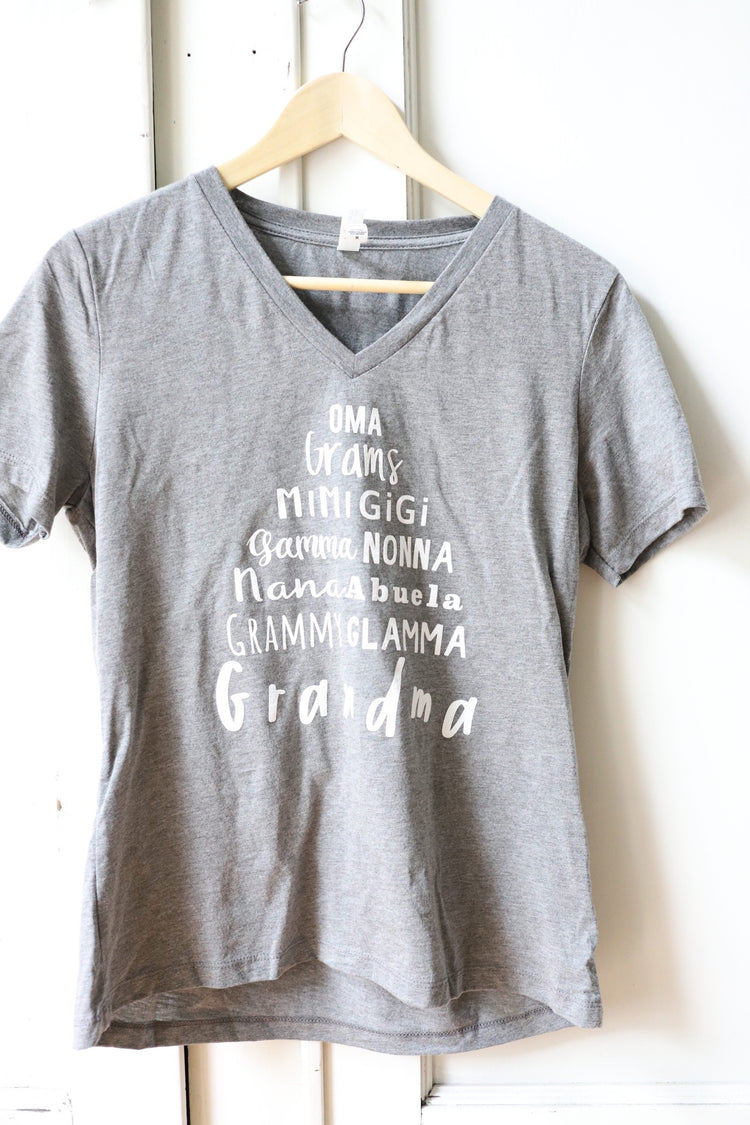 OMA
Grams
MiMi GiGi
Gamma NONNA
Nana Abuela
GRAMMY GLAMMA
Grandma